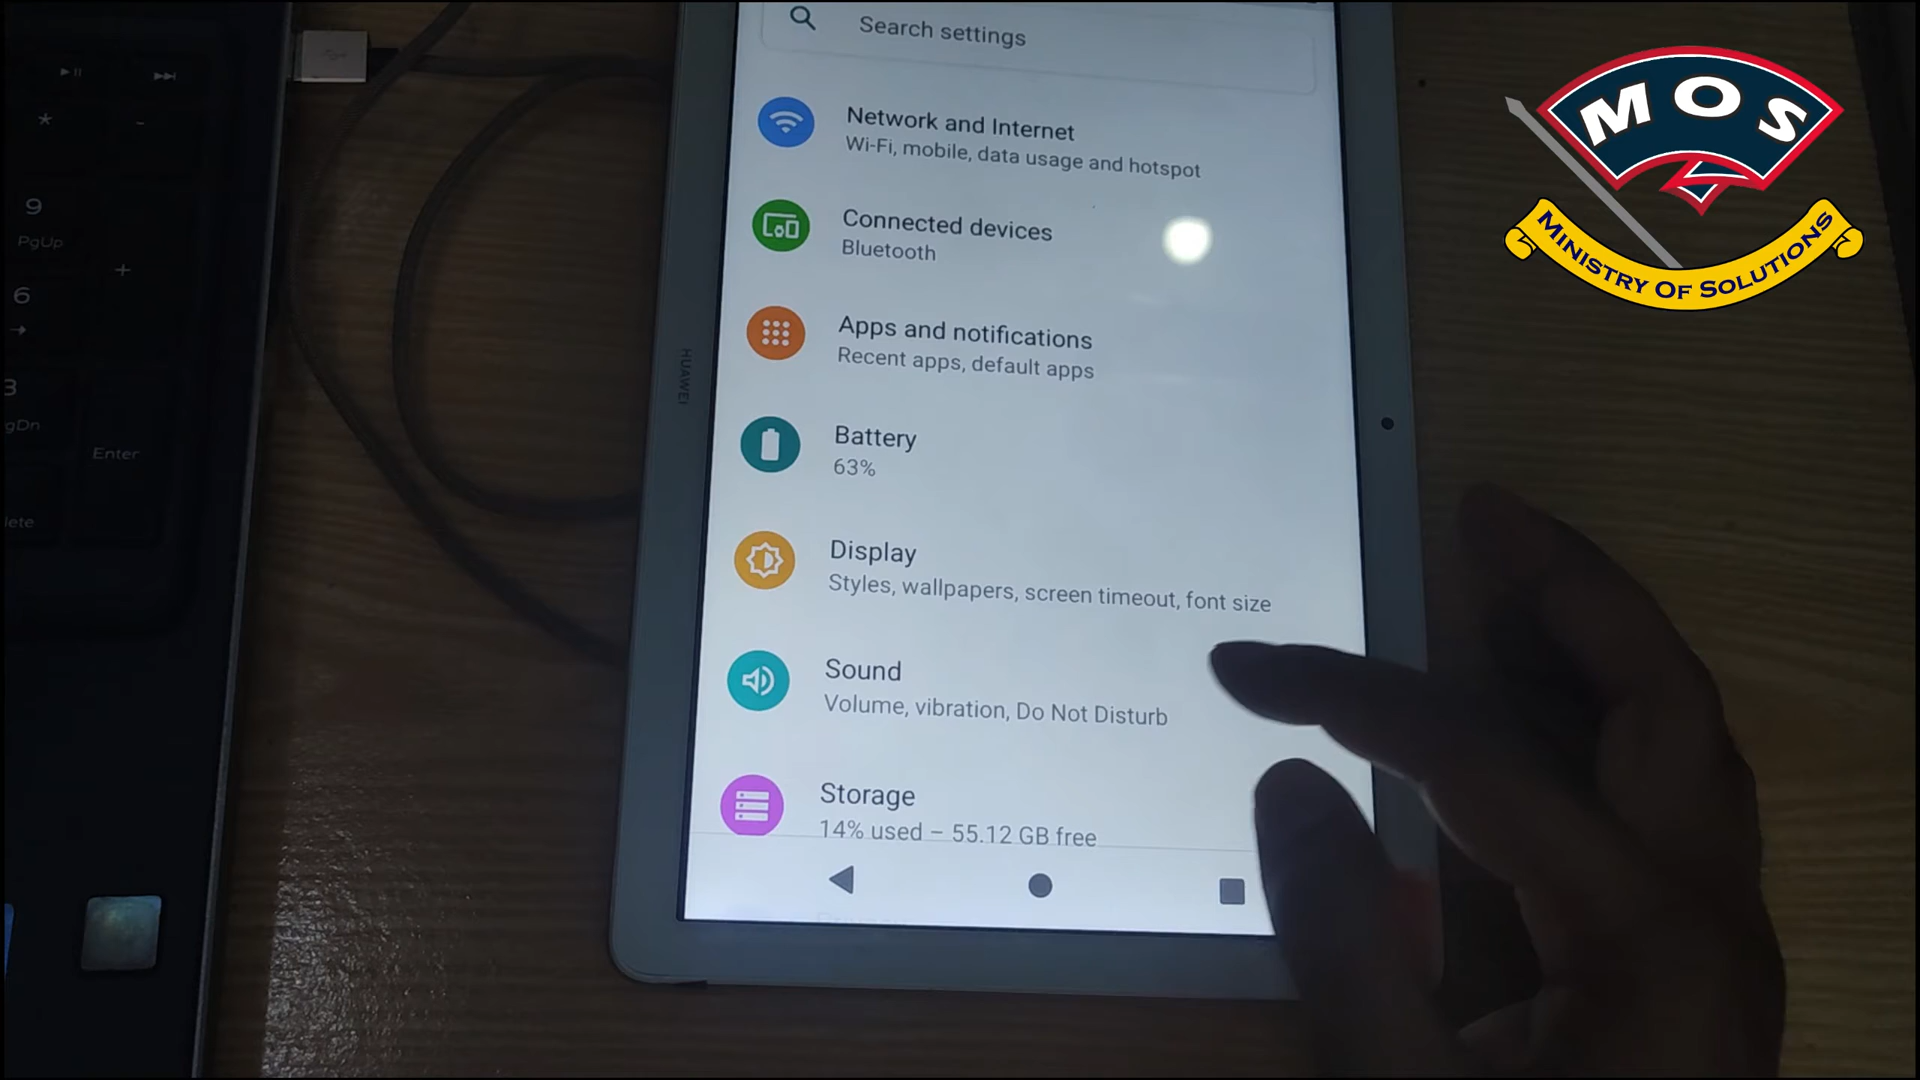 Search settings
Network and Internet
Wi-Fi, mobile, data usage and hotspot
Connected devices
Bluetooth
Apps and notifications
Recent apps, default apps
Battery
63%
Display
Styles, wallpapers, screen timeout, font size
Sound
Volume, vibration, Do Not Disturb
Storage
14% used – 55.12 GB free
HUAWEI
MOS
MINISTRY OF SOLUTIONS
*
-
9
PgUp
+
6
3
gDn
Enter
lete